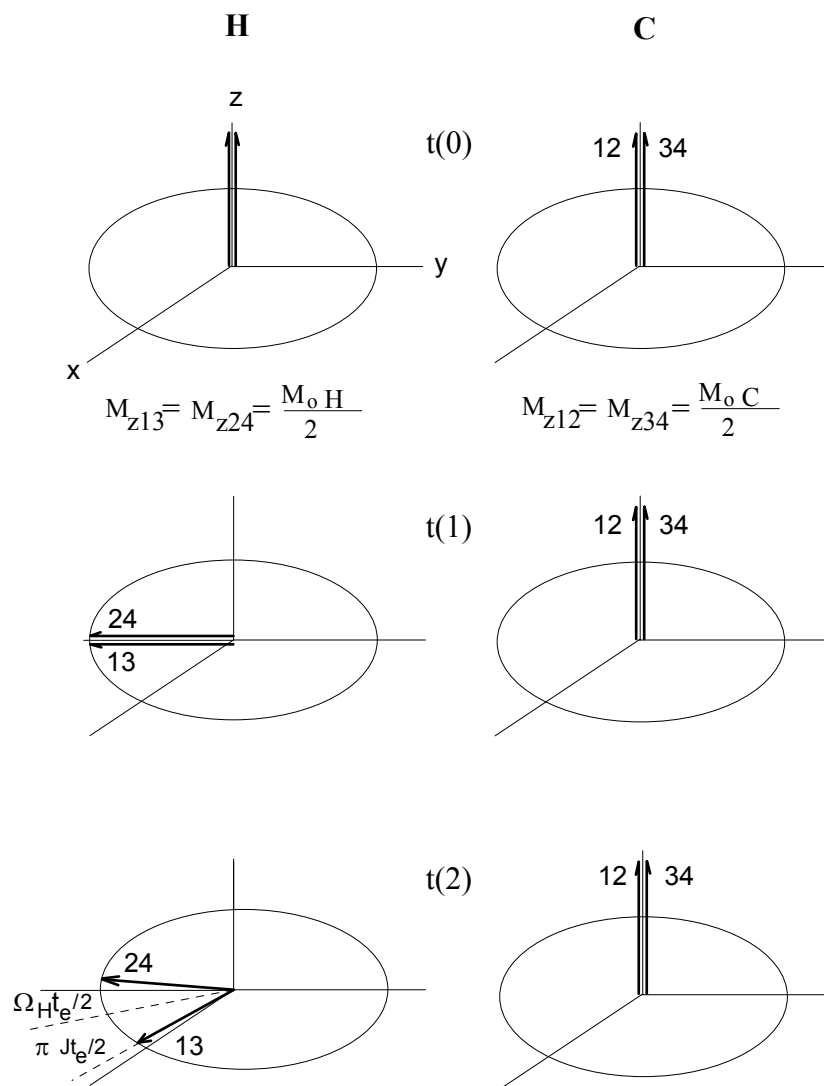 H C
z
t(0)
12 34
y
x
M_z13 = M_z24 = M_o H / 2 M_z12 = M_z34 = M_o C / 2
t(1)
12 34
24
13
t(2)
12 34
24
Ω_H t_e/2
π Jt_e/2
13